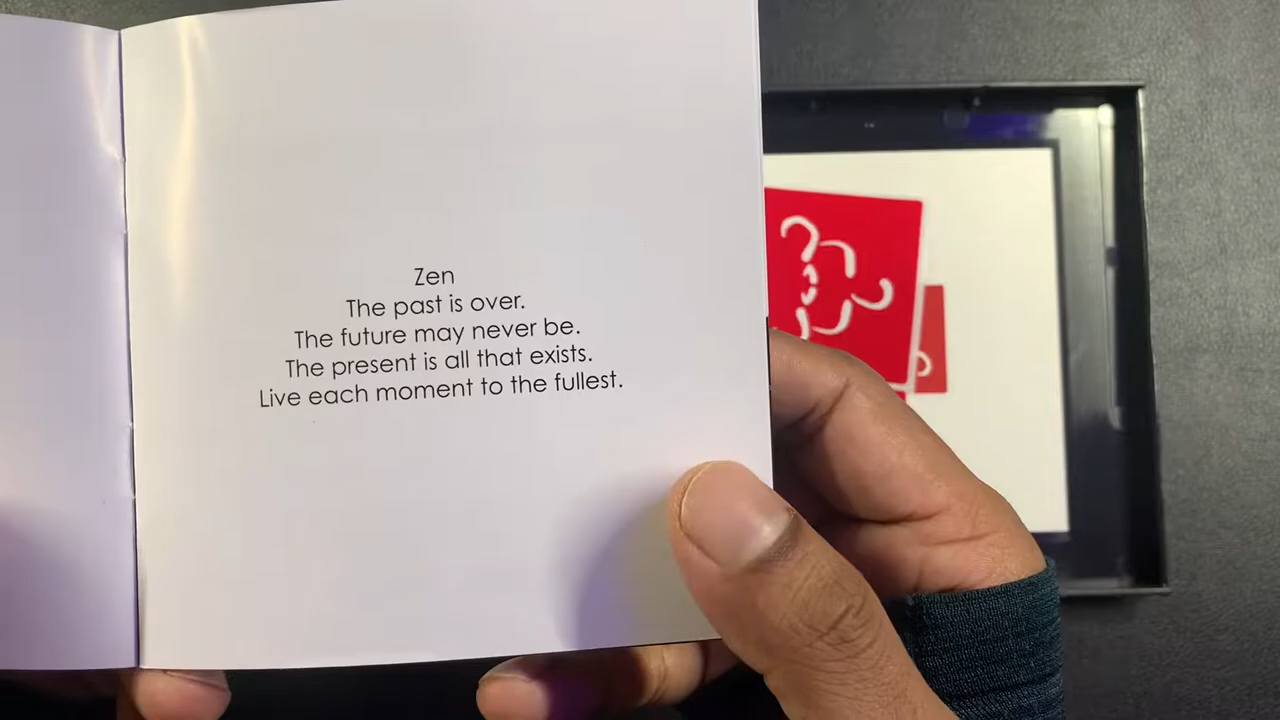 Zen
The past is over.
The future may never be.
The present is all that exists.
Live each moment to the fullest.